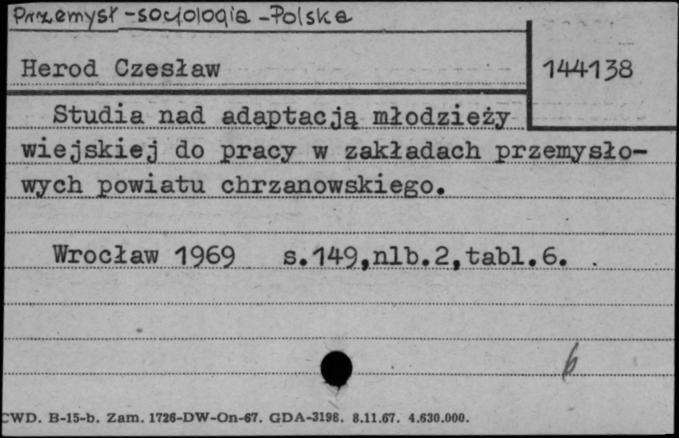 Przemysł-socjologia-Polska
Herod Czesław
144138
Studia nad adaptacją młodzieży
wiejskiej do pracy w zakładach przemysło-
wych powiatu chrzanowskiego.
Wrocław 1969 s.149,nlb.2,tabl.6.
6
CWD. B-15-b. Zam. 1726-DW-On-67. GDA-3198. 8.11.67. 4.630.000.